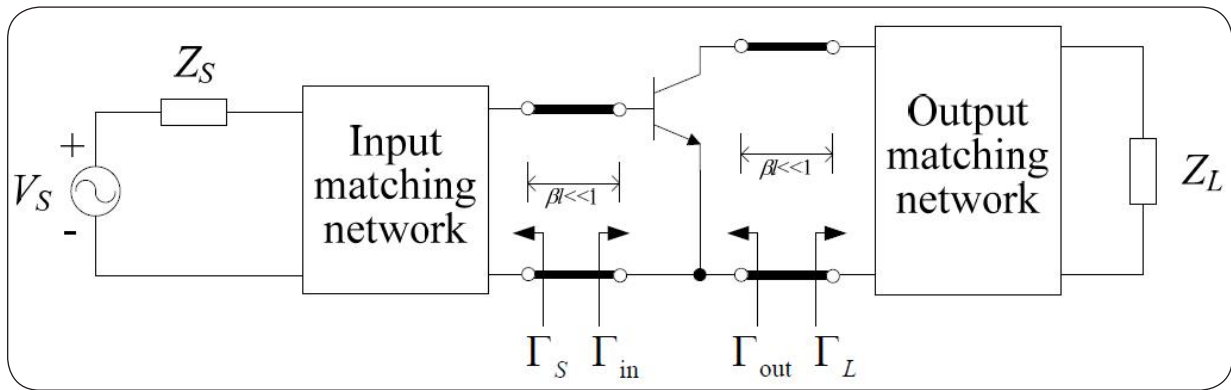 Z_S
+
V_S
-
Input
matching
network
βl<<1
βl<<1
Output
matching
network
Z_L
Γ_S Γ_in Γ_out Γ_L